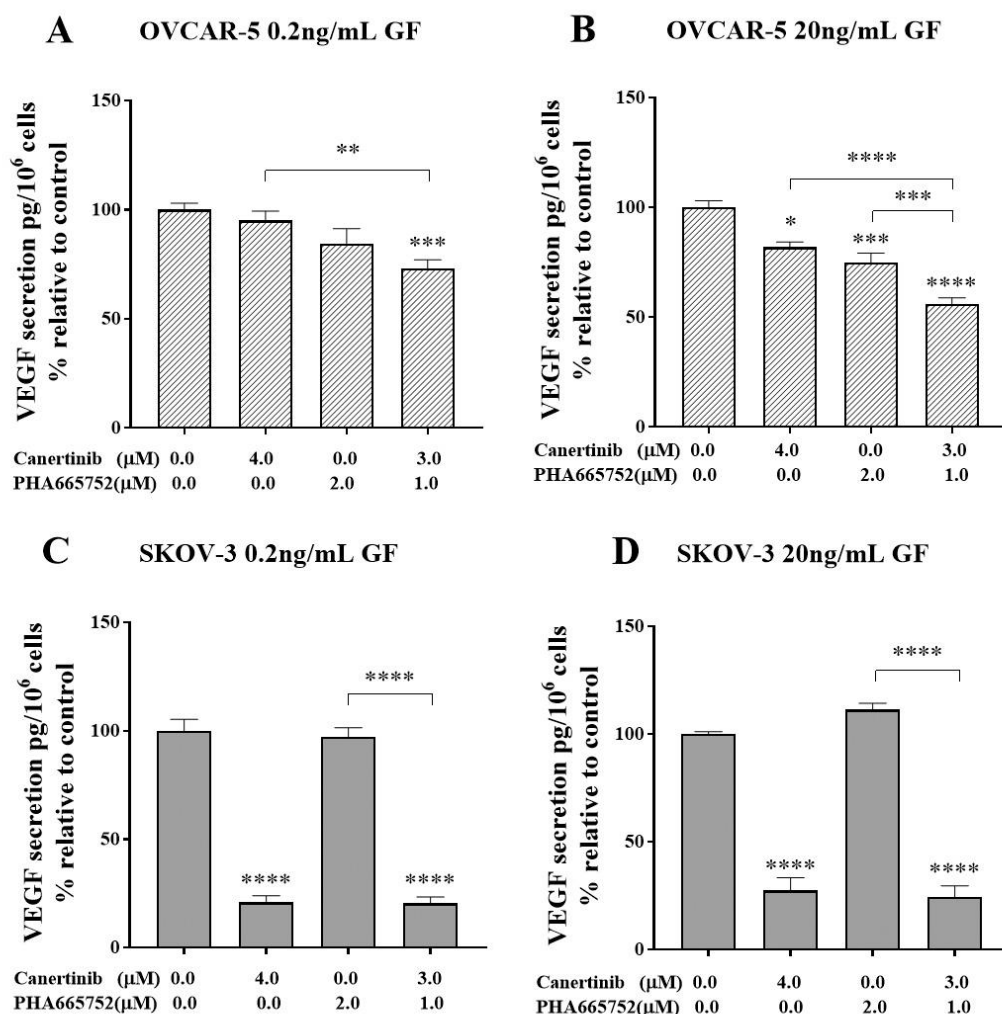 A OVCAR-5 0.2ng/mL GF
VEGF secretion pg/10⁶ cells
% relative to control
150
100
50
0
**
***
Canertinib (μM) 0.0 4.0 0.0 3.0
PHA665752(μM) 0.0 0.0 2.0 1.0
B OVCAR-5 20ng/mL GF
VEGF secretion pg/10⁶ cells
% relative to control
150
100
50
0
****
***
*
***
****
Canertinib (μM) 0.0 4.0 0.0 3.0
PHA665752(μM) 0.0 0.0 2.0 1.0
C SKOV-3 0.2ng/mL GF
VEGF secretion pg/10⁶ cells
% relative to control
150
100
50
0
****
****
****
Canertinib (μM) 0.0 4.0 0.0 3.0
PHA665752(μM) 0.0 0.0 2.0 1.0
D SKOV-3 20ng/mL GF
VEGF secretion pg/10⁶ cells
% relative to control
150
100
50
0
****
****
****
Canertinib (μM) 0.0 4.0 0.0 3.0
PHA665752(μM) 0.0 0.0 2.0 1.0